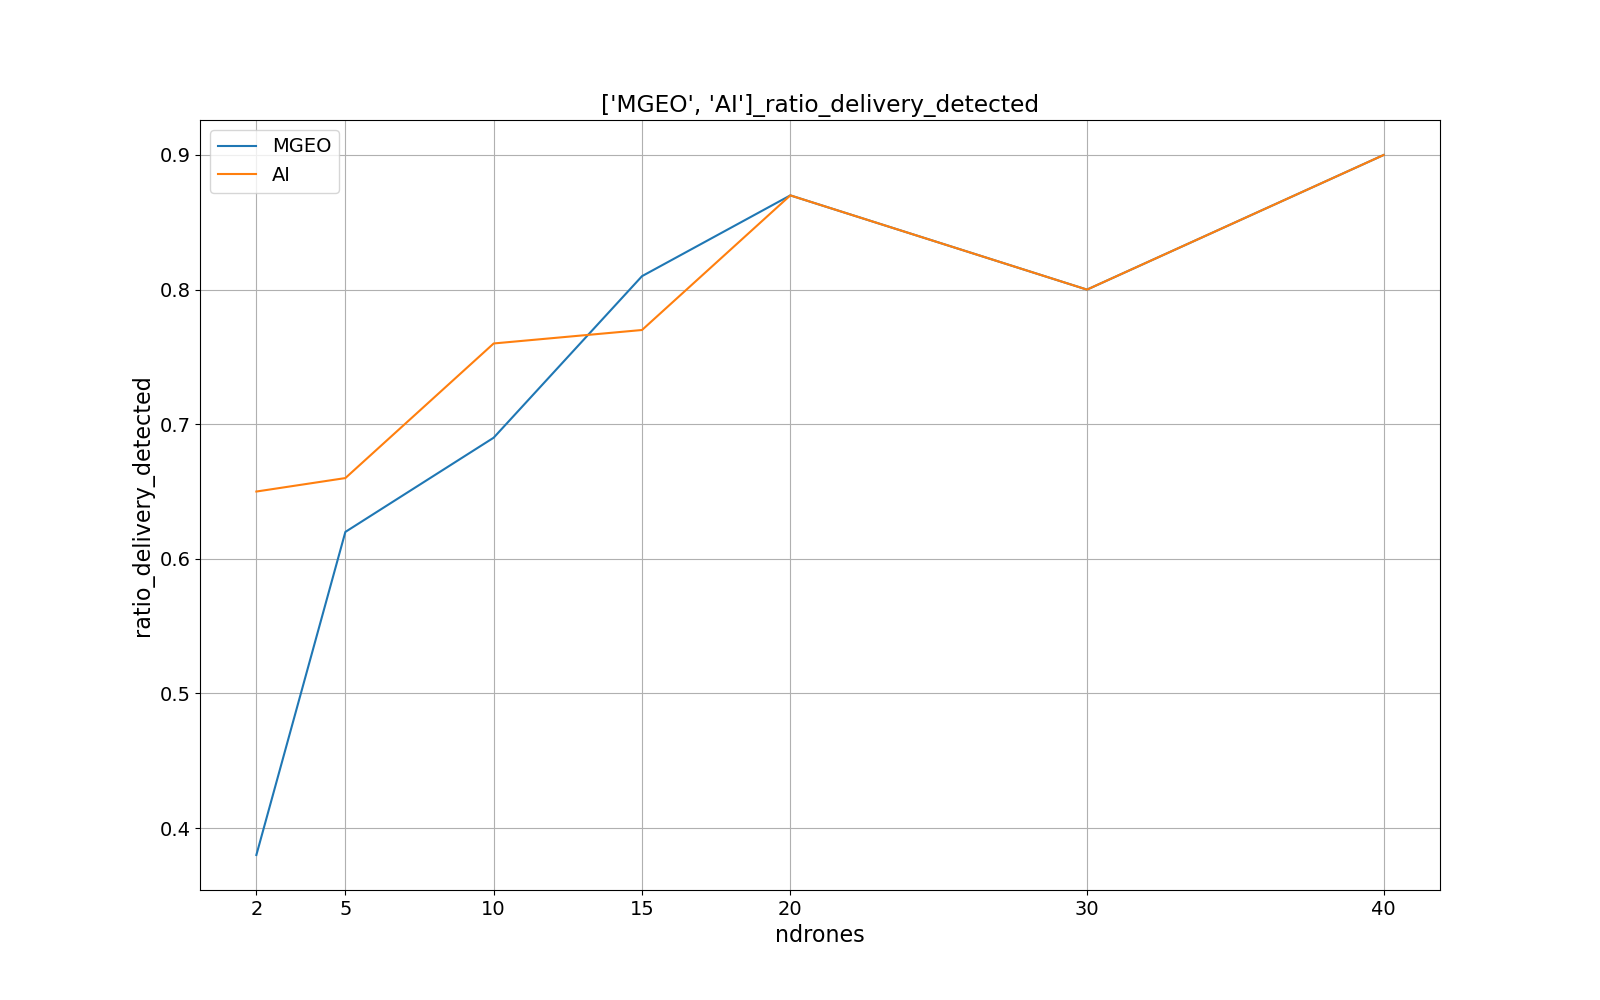 ['MGEO', 'AI']_ratio_delivery_detected
MGEO
AI
0.9
0.8
0.7
0.6
0.5
0.4
ratio_delivery_detected
2 5 10 15 20 30 40
ndrones